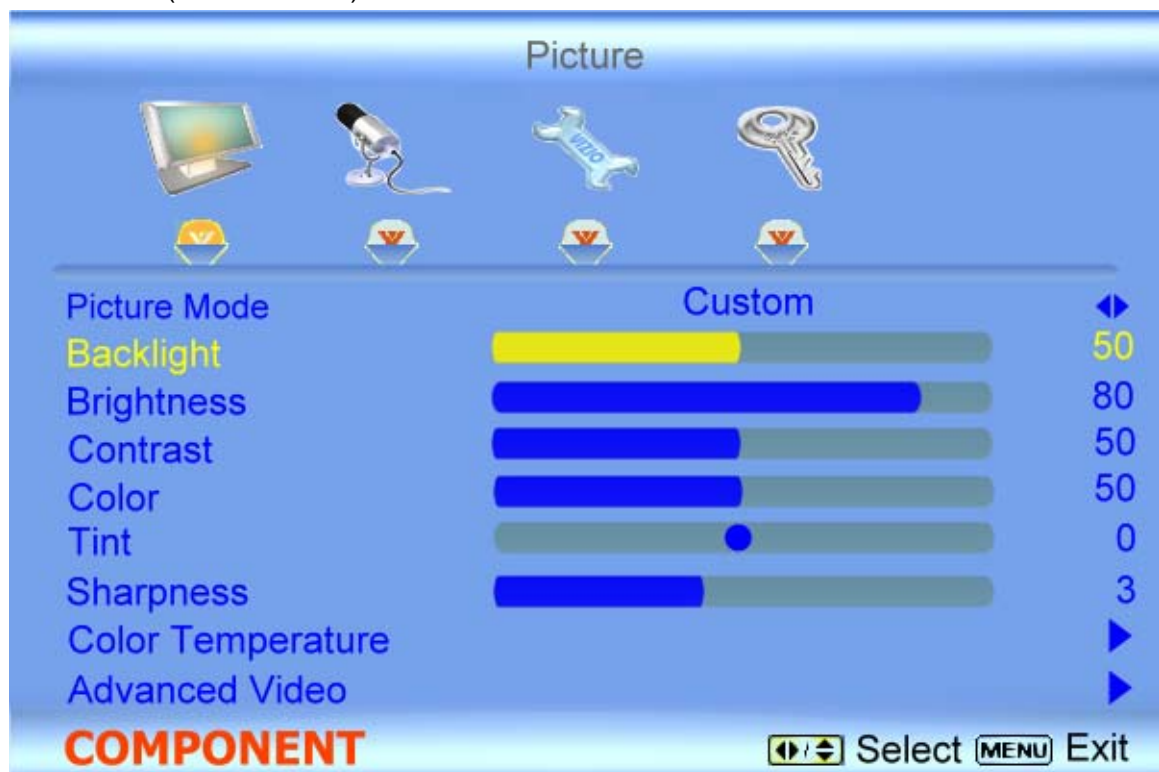 Picture
VIZIO
Picture Mode Custom
Backlight 50
Brightness 80
Contrast 50
Color 50
Tint 0
Sharpness 3
Color Temperature
Advanced Video
COMPONENT Select MENU Exit